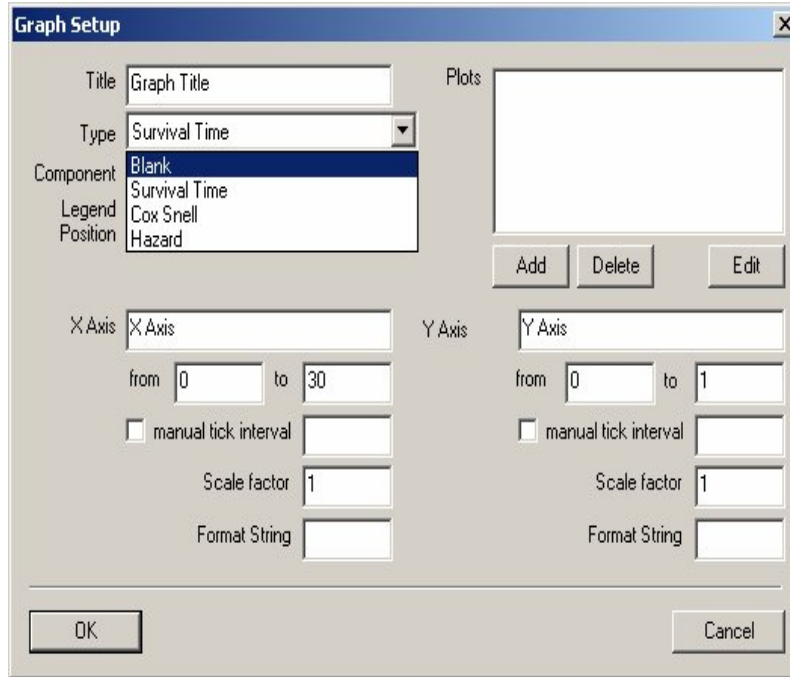 Graph Setup
Title Graph Title
Plots
Type Survival Time
Component
Blank
Survival Time
Legend Position
Cox Snell
Hazard
Add Delete Edit
X Axis X Axis
Y Axis Y Axis
from 0 to 30
from 0 to 1
manual tick interval
manual tick interval
Scale factor 1
Scale factor 1
Format String
Format String
OK Cancel